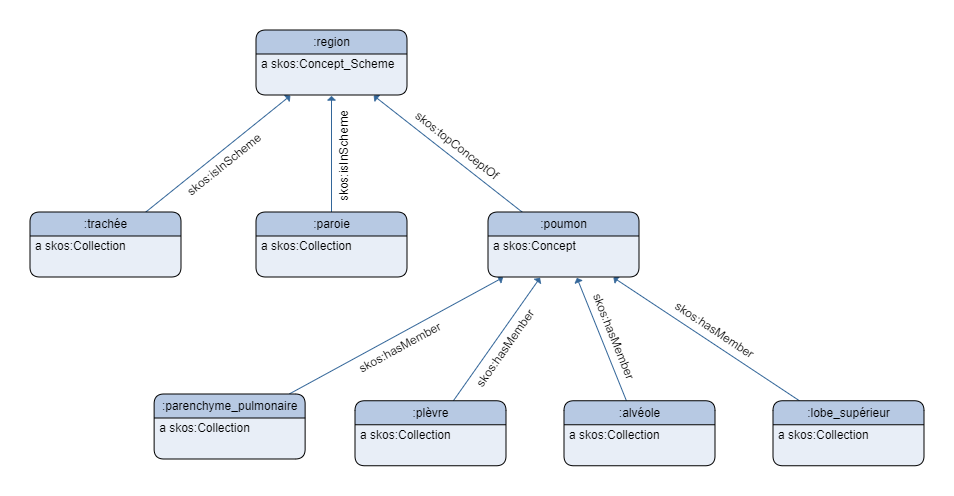 :region
a skos:Concept_Scheme
skos:isInScheme
skos:isInScheme
skos:topConceptOf
:trachée
a skos:Collection
:paroie
a skos:Collection
:poumon
a skos:Concept
skos:hasMember
skos:hasMember
skos:hasMember
skos:hasMember
:parenchyme_pulmonaire
a skos:Collection
:plèvre
a skos:Collection
:alvéole
a skos:Collection
:lobe_supérieur
a skos:Collection